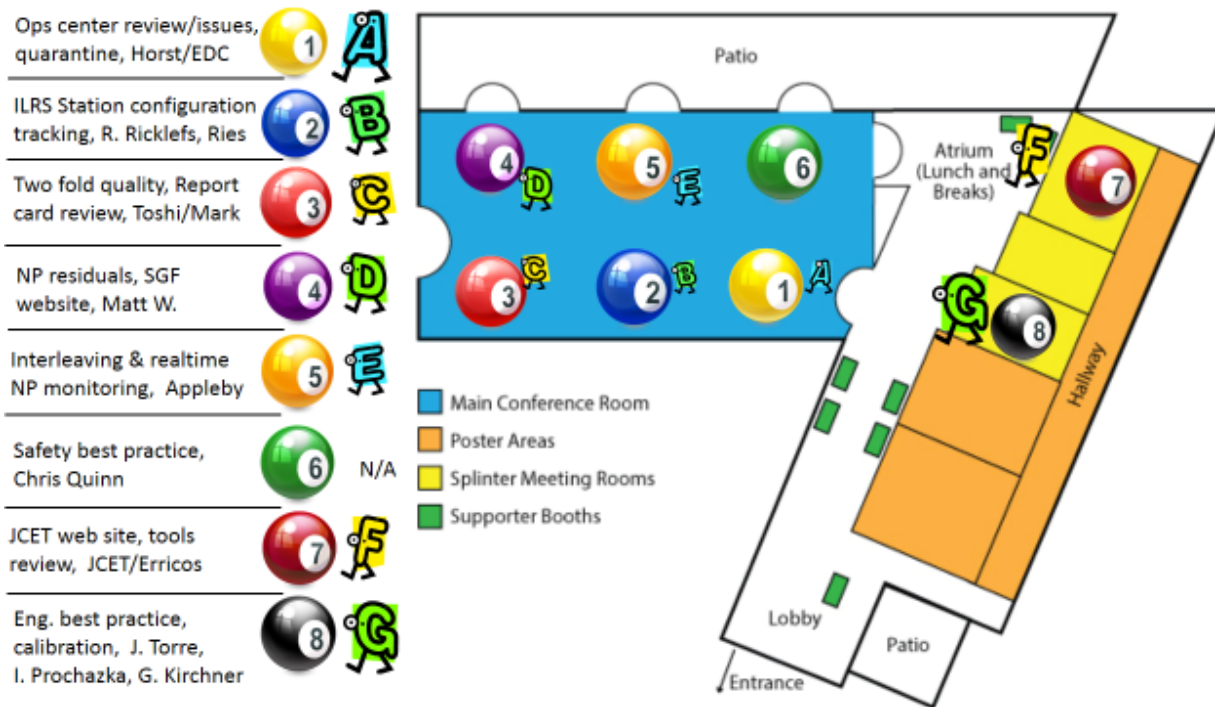 Ops center review/issues,
quarantine, Horst/EDC
1
A
ILRS Station configuration
tracking, R. Ricklefs, Ries
2
B
Two fold quality, Report
card review, Toshi/Mark
3
C
NP residuals, SGF
website, Matt W.
4
D
Interleaving & realtime
NP monitoring,  Appleby
5
E
Safety best practice,
Chris Quinn
6
N/A
JCET web site, tools
review,  JCET/Erricos
7
F
Eng. best practice,
calibration,  J. Torre,
I. Prochazka, G. Kirchner
8
G
Patio
4
D
5
E
6
3
C
2
B
1
A
Atrium
(Lunch and
Breaks)
F
7
G
8
Hallway
Main Conference Room
Poster Areas
Splinter Meeting Rooms
Supporter Booths
Lobby
Patio
Entrance